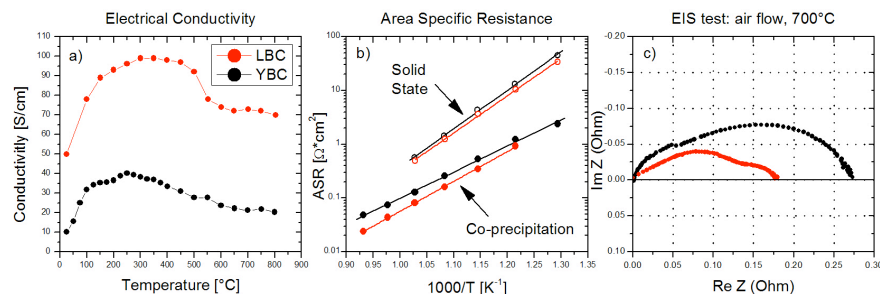 Electrical Conductivity
Area Specific Resistance
EIS test: air flow, 700°C
a)
LBC
YBC
Conductivity [S/cm]
110
100
90
80
70
60
50
40
30
20
10
0
0 100 200 300 400 500 600 700 800 900
Temperature [°C]
b)
Solid
State
Co-precipitation
ASR [Ω*cm²]
100
10
1
0.1
0.01
0.90 0.95 1.00 1.05 1.10 1.15 1.20 1.25 1.30 1.35
1000/T [K⁻¹]
c)
Im Z (Ohm)
-0.20
-0.15
-0.10
-0.05
0.00
0.05
0.10
0.00 0.05 0.10 0.15 0.20 0.25 0.30
Re Z (Ohm)